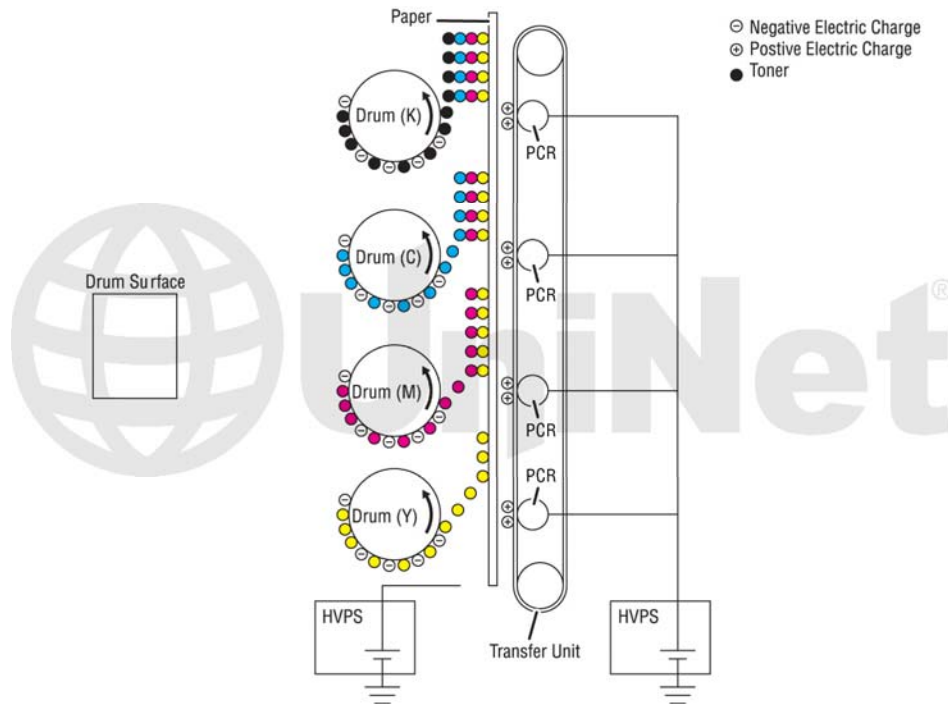 Paper
⊖ Negative Electric Charge
⊕ Postive Electric Charge
● Toner
Drum (K)
PCR
Drum (C)
PCR
Drum Surface
UniNet®
Drum (M)
PCR
PCR
Drum (Y)
HVPS
HVPS
Transfer Unit